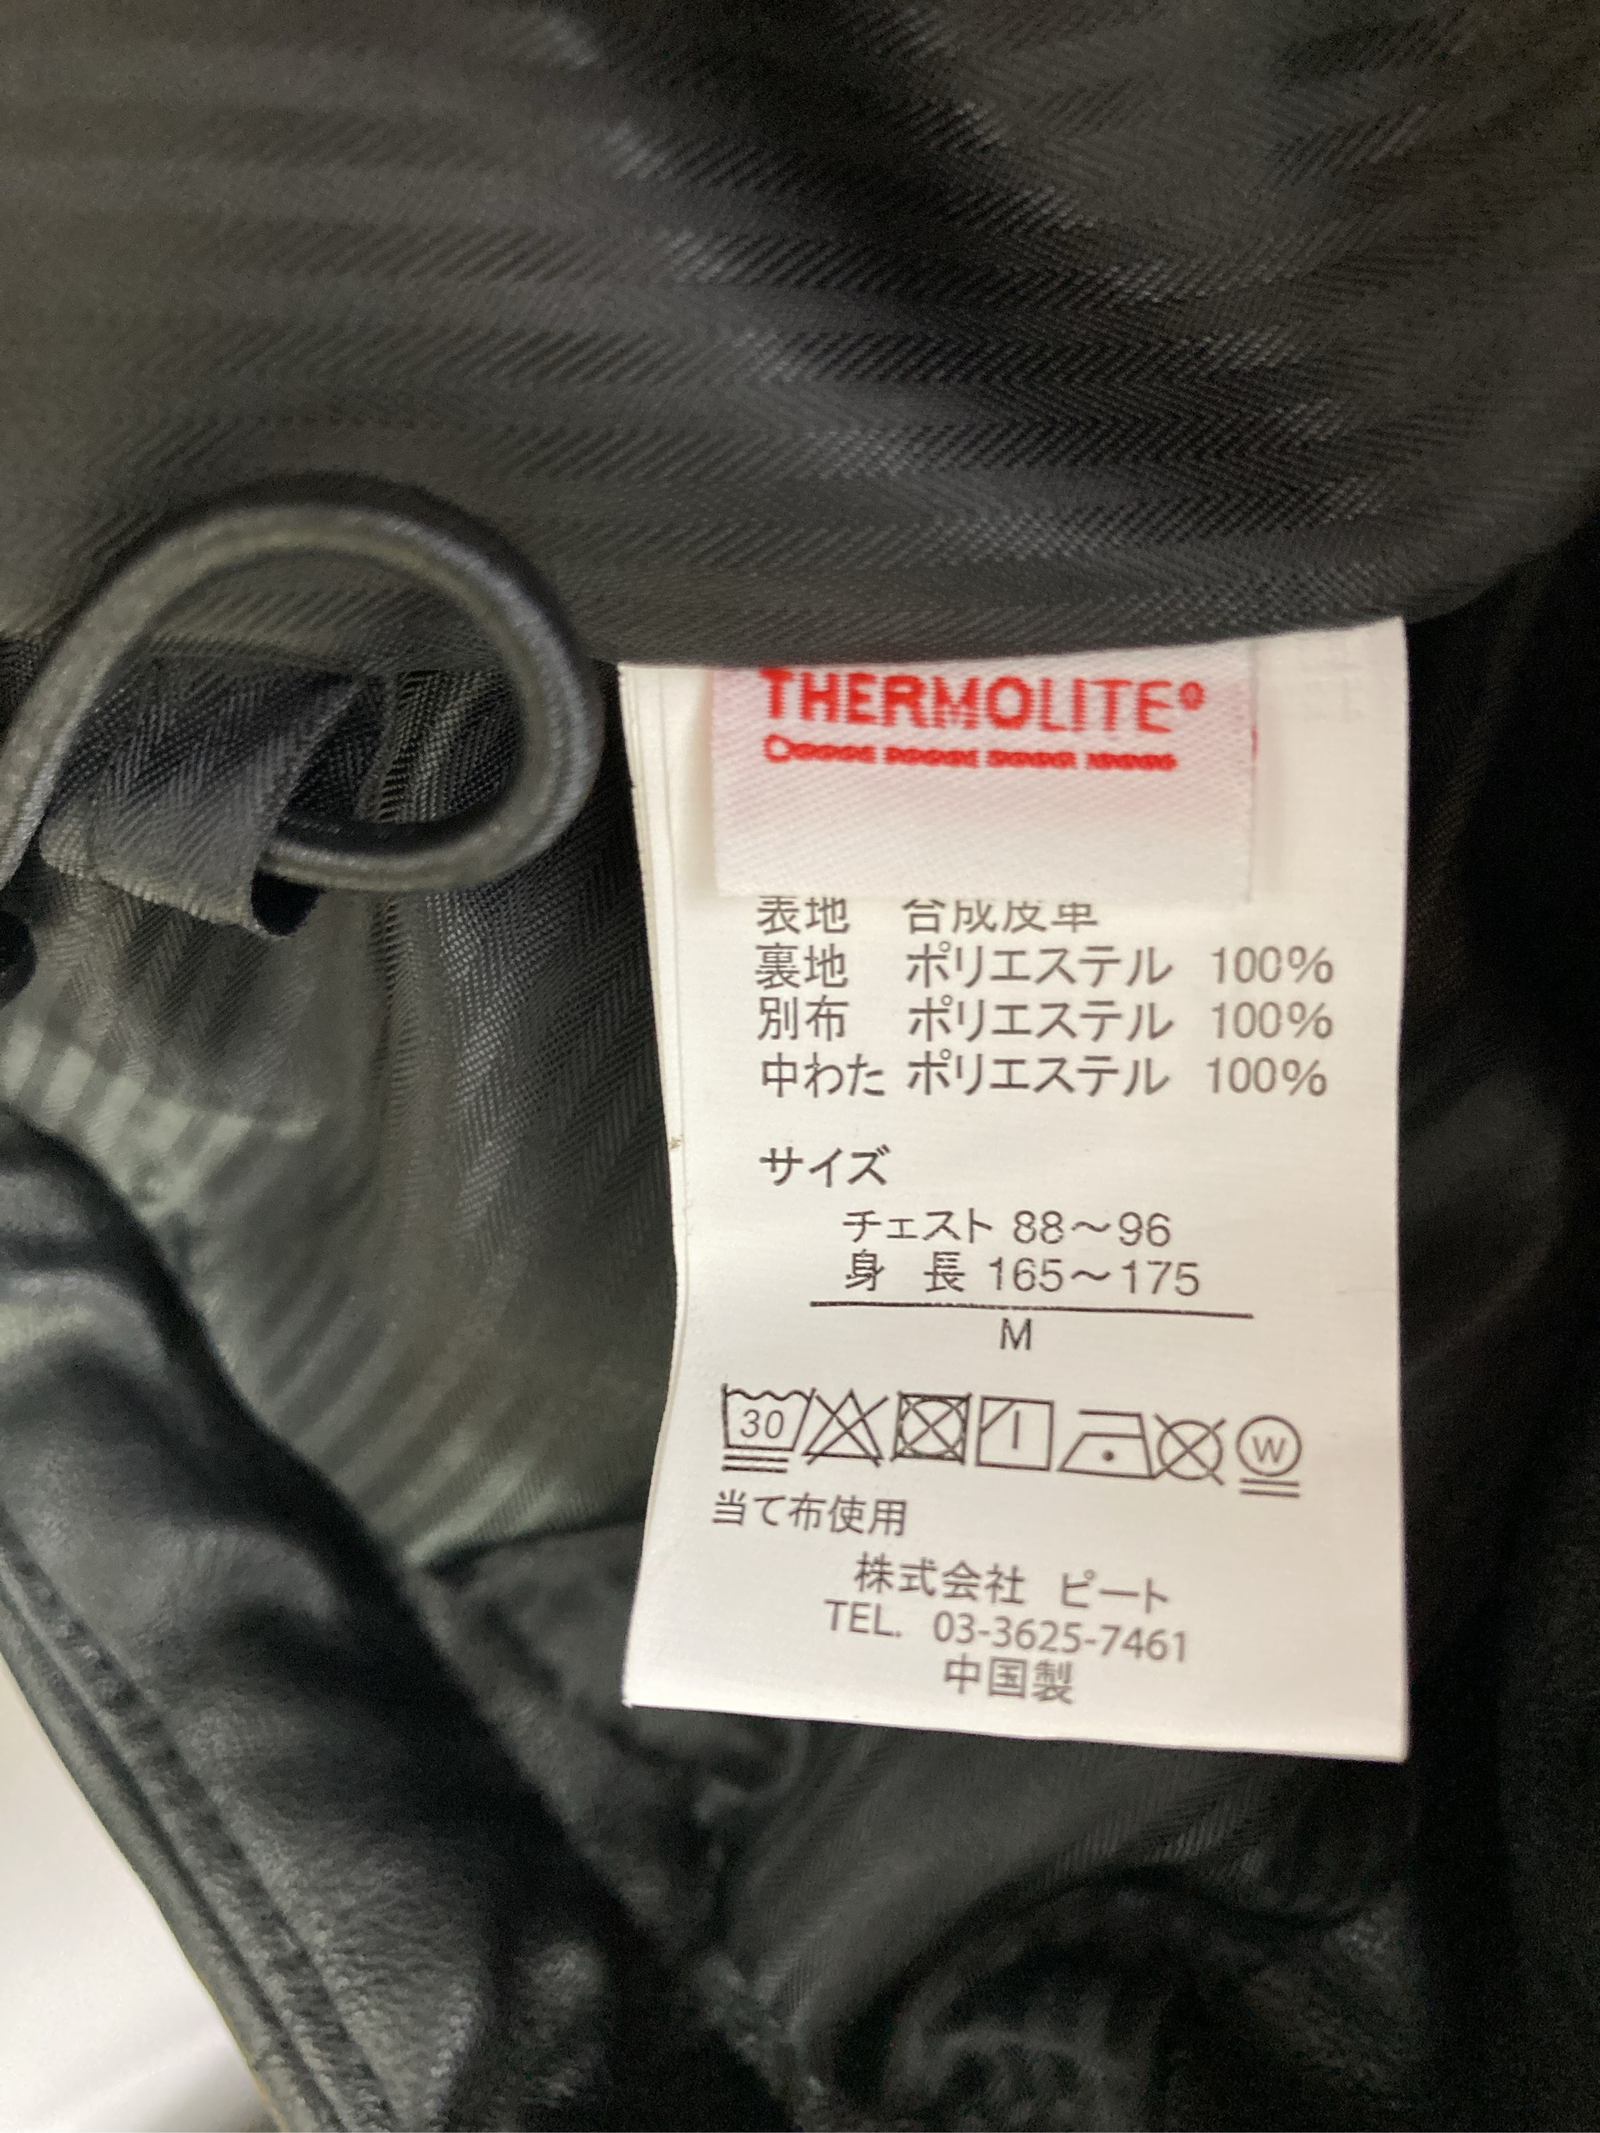 THERMOLITE®
表地 合成皮革
裏地 ポリエステル 100%
別布 ポリエステル 100%
中わた ポリエステル 100%
サイズ
チェスト 88～96
身 長 165～175
M
30
W
当て布使用
株式会社 ピート
TEL. 03-3625-7461
中国製